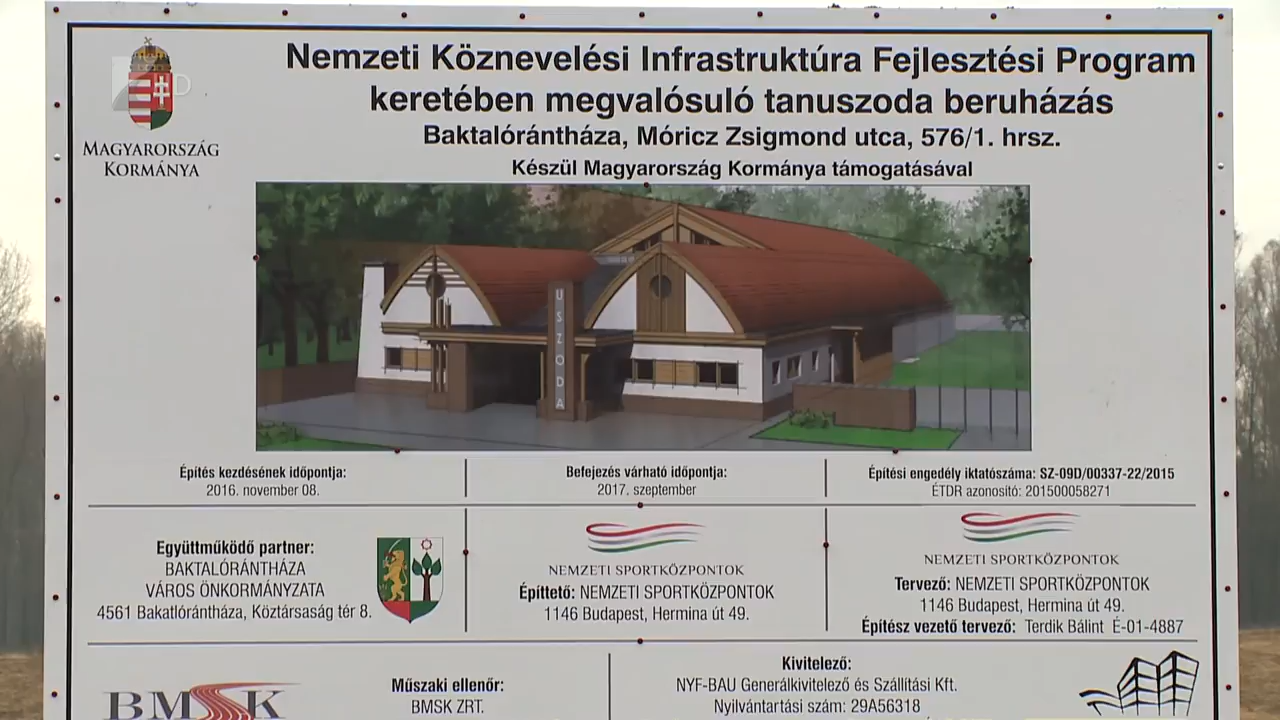 Nemzeti Köznevelési Infrastruktúra Fejlesztési Program
keretében megvalósuló tanuszoda beruházás
Baktalórántháza, Móricz Zsigmond utca, 576/1. hrsz.
Készül Magyarország Kormánya támogatásával
MAGYARORSZÁG
KORMÁNYA
USZODA
Építés kezdésének időpontja:
2016. november 08.
Befejezés várható időpontja:
2017. szeptember
Építési engedély iktatószáma: SZ-09D/00337-22/2015
ÉTDR azonosító: 201500058271
Együttműködő partner:
BAKTALÓRÁNTHÁZA
VÁROS ÖNKORMÁNYZATA
4561 Bakatlórántháza, Köztársaság tér 8.
NEMZETI SPORTKÖZPONTOK
Építtető: NEMZETI SPORTKÖZPONTOK
1146 Budapest, Hermina út 49.
NEMZETI SPORTKÖZPONTOK
Tervező: NEMZETI SPORTKÖZPONTOK
1146 Budapest, Hermina út 49.
Építész vezető tervező: Terdik Bálint É-01-4887
BMSK
Műszaki ellenőr:
BMSK ZRT.
Kivitelező:
NYF-BAU Generálkivitelező és Szállítási Kft.
Nyilvántartási szám: 29A56318